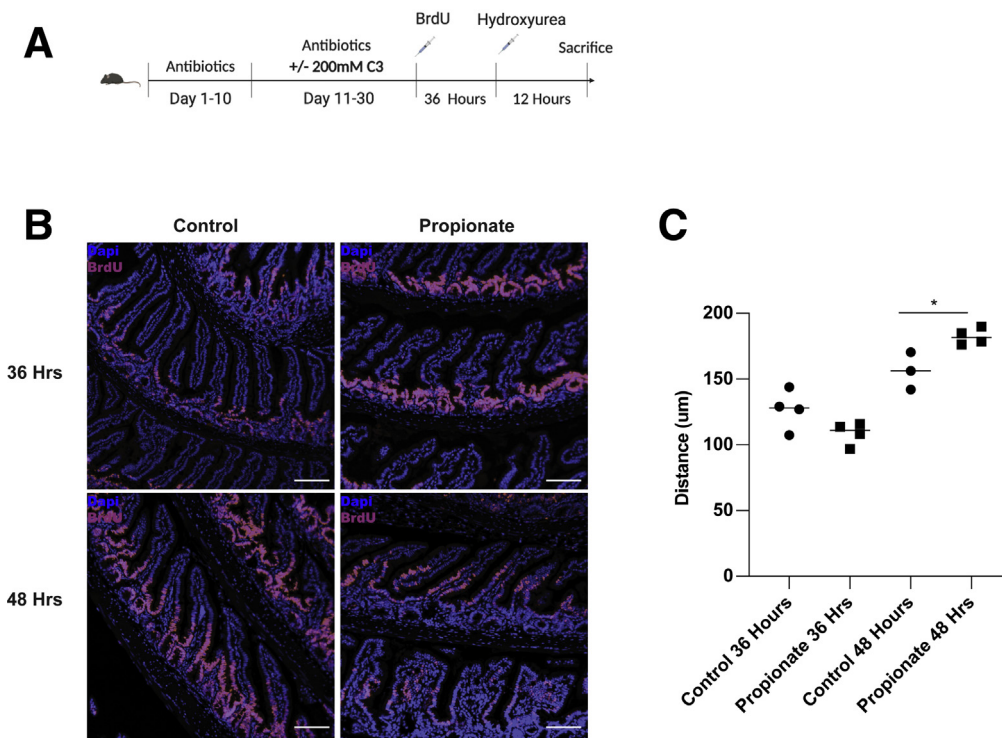 A
BrdU
Hydroxyurea
Antibiotics
Antibiotics
+/- 200mM C3
Sacrifice
Day 1-10
Day 11-30
36 Hours
12 Hours
B
Control
Propionate
36 Hrs
Dapi
BrdU
Dapi
BrdU
48 Hrs
Dapi
BrdU
Dapi
BrdU
C
*
200
150
100
50
0
Distance (um)
Control 36 Hours
Propionate 36 Hrs
Control 48 Hours
Propionate 48 Hrs